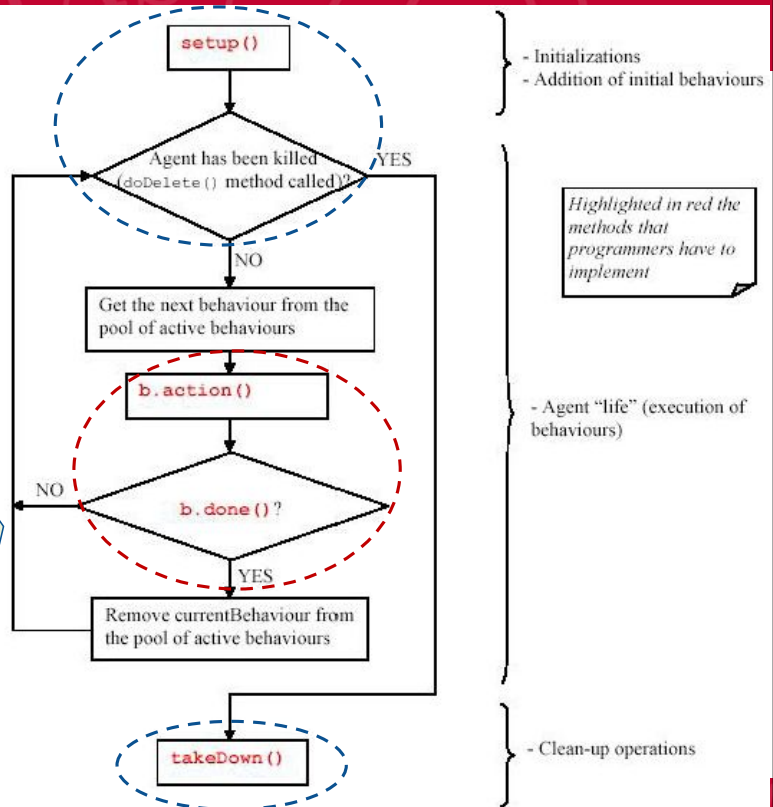 setup()
- Initializations
- Addition of initial behaviours
Agent has been killed
(doDelete() method called)?
YES
Highlighted in red the
methods that
programmers have to
implement
NO
Get the next behaviour from the
pool of active behaviours
b.action()
- Agent “life” (execution of
behaviours)
NO
b.done()?
YES
Remove currentBehaviour from
the pool of active behaviours
takeDown()
- Clean-up operations